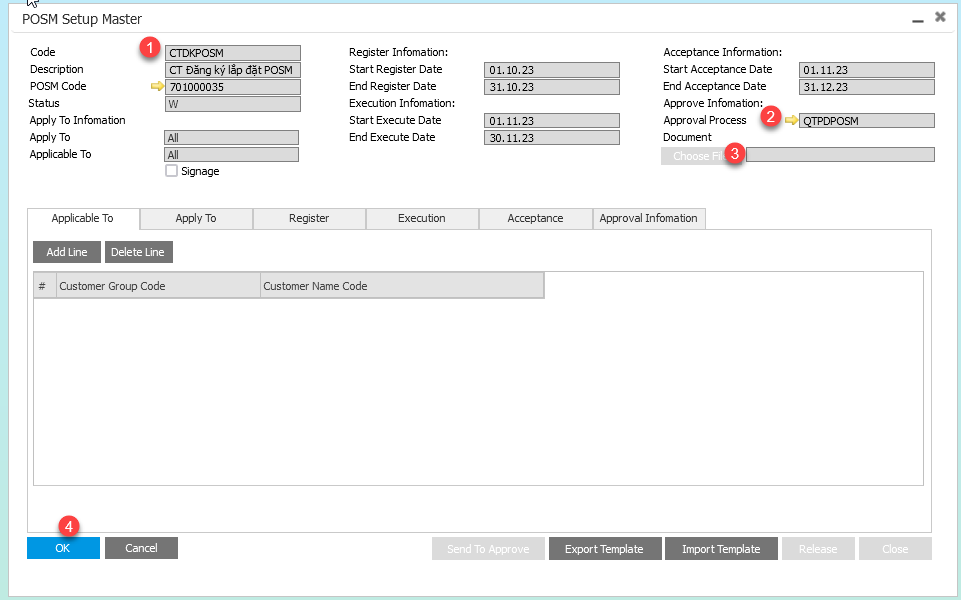 POSM Setup Master
Code 1 CTDKPOSM
Description CT Đăng ký lắp đặt POSM
POSM Code 701000035
Status W
Apply To Infomation
Apply To All
Applicable To All
Signage
Register Infomation:
Start Register Date 01.10.23
End Register Date 31.10.23
Execution Infomation:
Start Execute Date 01.11.23
End Execute Date 30.11.23
Acceptance Information:
Start Acceptance Date 01.11.23
End Acceptance Date 31.12.23
Approve Infomation:
Approval Process 2 QTPDPOSM
Document
Choose Fi 3
Applicable To Apply To Register Execution Acceptance Approval Infomation
Add Line Delete Line
# Customer Group Code Customer Name Code
4
OK Cancel Send To Approve Export Template Import Template Release Close